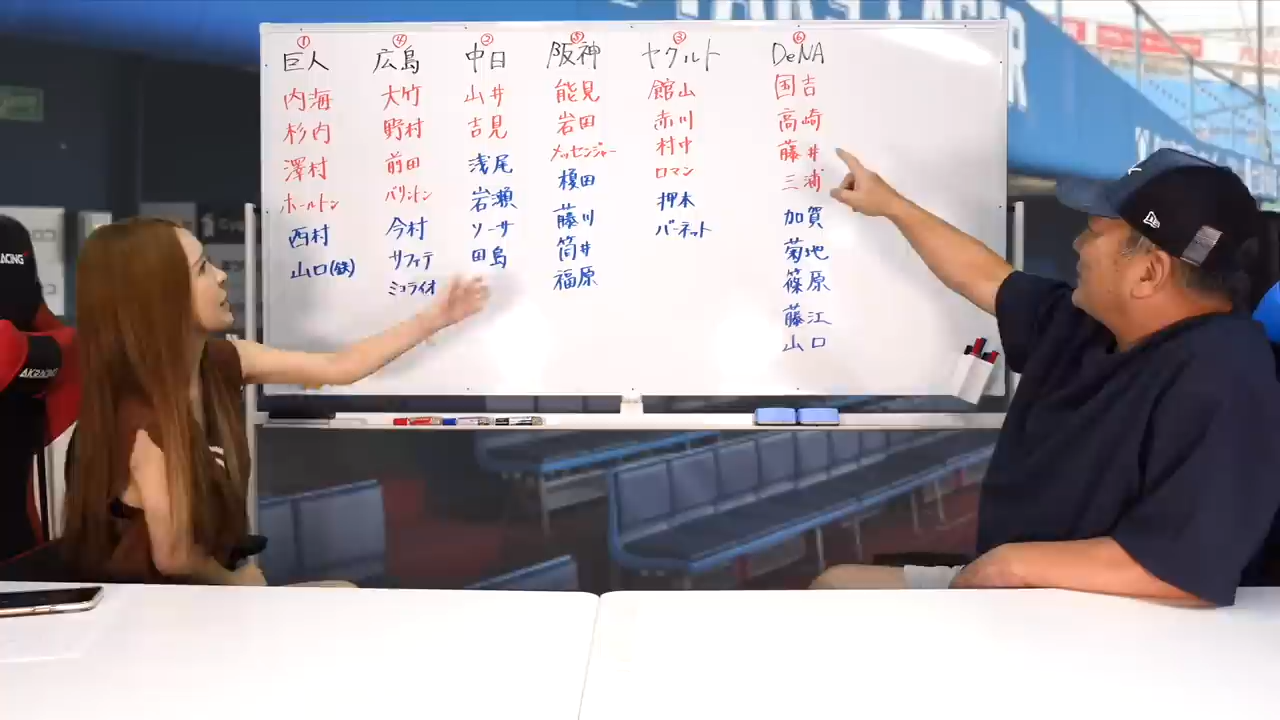 ① ④ ② ⑤ ③ ⑥
巨人 広島 中日 阪神 ヤクルト DeNA
内海 大竹 山井 能見 館山 国吉
杉内 野村 吉見 岩田 赤川 高崎
澤村 前田 浅尾 メッセンジャー 村中 藤井
ホールトン バリントン 岩瀬 榎田 ロマン 三浦
西村 今村 ソーサ 藤川 押本 加賀
山口(鉄) サファテ 田島 筒井 バーネット 菊地
ミコライオ 福原 篠原
藤江
山口
AKRACING